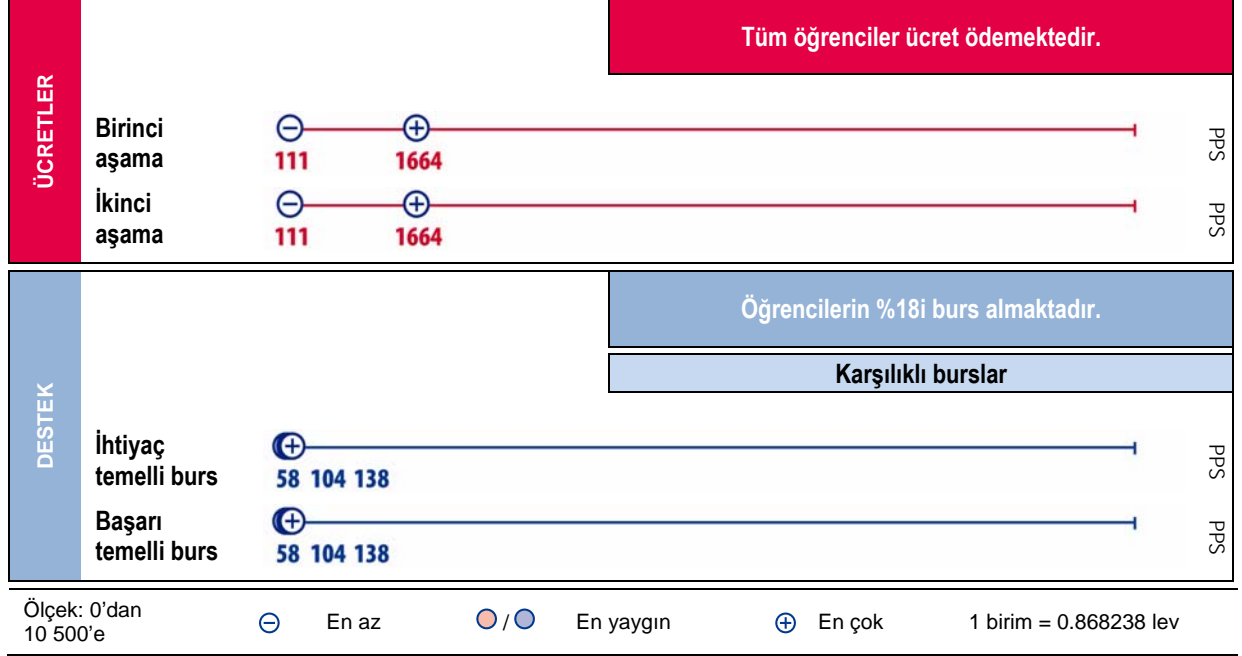 Tüm öğrenciler ücret ödemektedir.
ÜCRETLER
Birinci
aşama
111 1664
PPS
İkinci
aşama
111 1664
PPS
Öğrencilerin %18i burs almaktadır.
Karşılıklı burslar
DESTEK
İhtiyaç
temelli burs
58 104 138
PPS
Başarı
temelli burs
58 104 138
PPS
Ölçek: 0’dan
10 500’e
En az
/
En yaygın
En çok
1 birim = 0.868238 lev